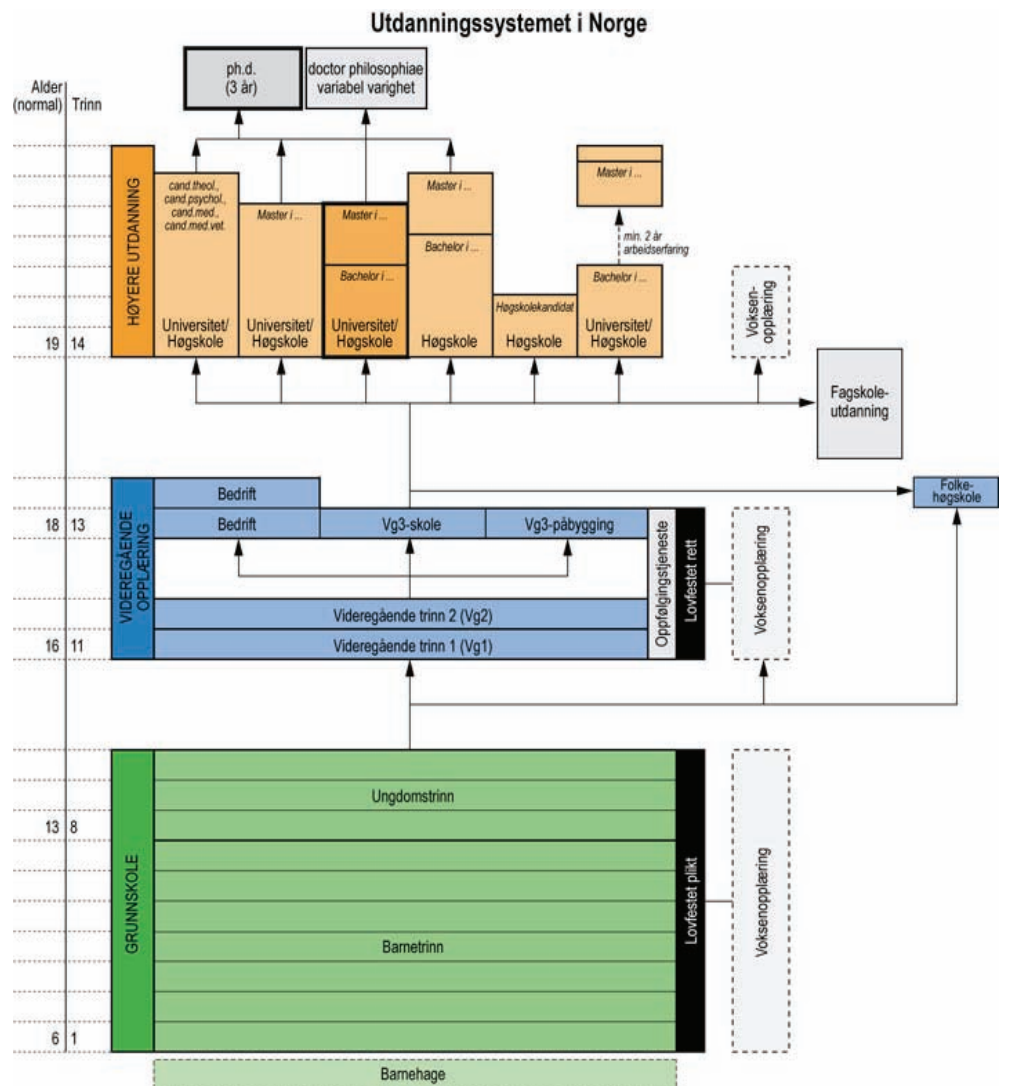 Utdanningssystemet i Norge
Alder
(normal)
Trinn
ph.d.
(3 år)
doctor philosophiae
variabel varighet
HØYERE UTDANNING
cand.theol.,
cand.psychol.,
cand.med.,
cand.med.vet.
Universitet/
Høgskole
Master i ...
Universitet/
Høgskole
Master i ...
Bachelor i ...
Universitet/
Høgskole
Master i ...
Bachelor i ...
Høgskole
Høgskolekandidat
Høgskole
Master i ...
min. 2 år
arbeidserfaring
Bachelor i ...
Universitet/
Høgskole
Voksen-
opplæring
19 14
Fagskole-
utdanning
Folke-
høgskole
VIDEREGÅENDE
OPPLÆRING
Bedrift
18 13
Bedrift
Vg3-skole
Vg3-påbygging
Videregående trinn 2 (Vg2)
16 11
Videregående trinn 1 (Vg1)
Oppfølgingstjeneste
Lovfestet rett
Voksenopplæring
GRUNNSKOLE
Ungdomstrinn
13 8
Barnetrinn
6 1
Lovfestet plikt
Voksenopplæring
Barnehage